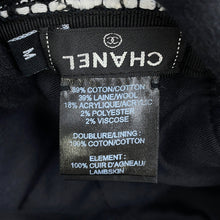 M
CHANEL
39% COTON/COTTON
39% LAINE/WOOL
18% ACRYLIQUE/ACRYLIC
2% POLYESTER
2% VISCOSE
DOUBLURE/LINING :
100% COTON/COTTON
ELEMENT :
100% CUIR D'AGNEAU/
LAMBSKIN